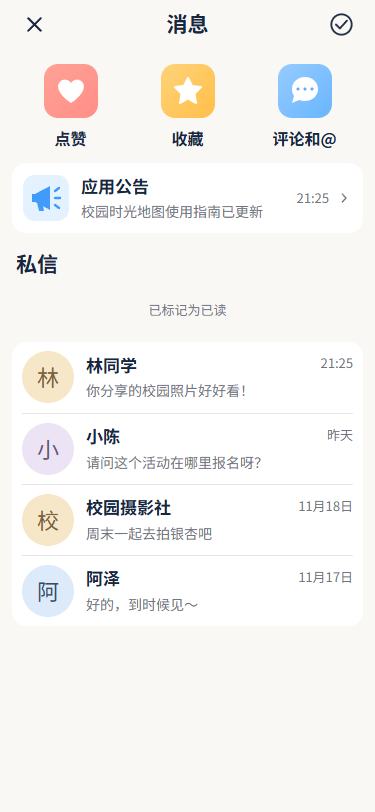 消息
点赞
收藏
评论和@
应用公告
21:25
校园时光地图使用指南已更新
私信
已标记为已读
林
林同学
21:25
你分享的校园照片好好看！
小
小陈
昨天
请问这个活动在哪里报名呀？
校
校园摄影社
11月18日
周末一起去拍银杏吧
阿
阿泽
11月17日
好的，到时候见～